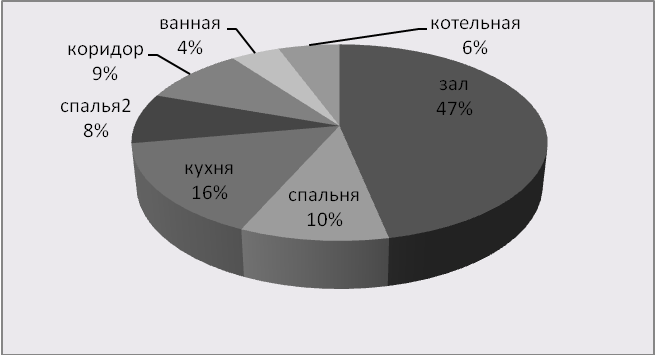 ванная
4%
котельная
6%
коридор
9%
зал
47%
спалья2
8%
кухня
16%
спальня
10%